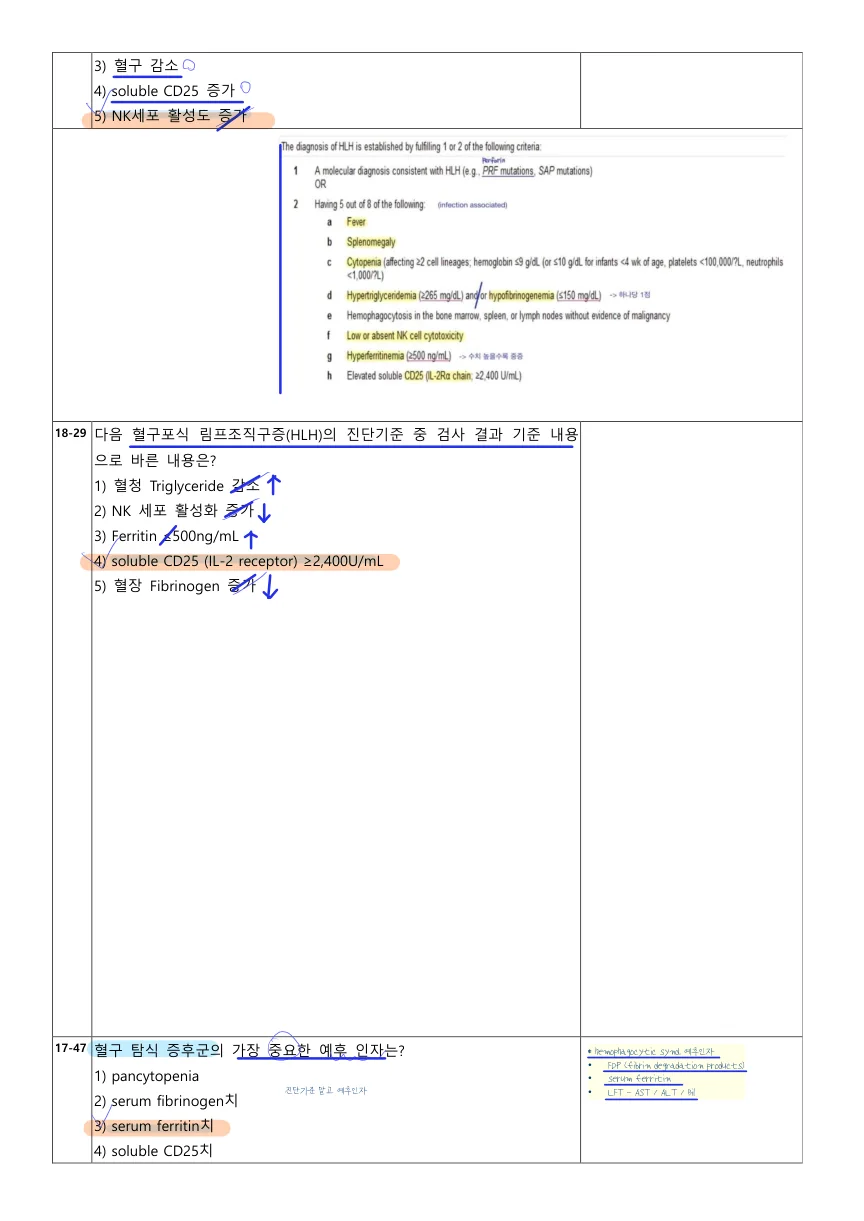 3) 혈구 감소
4) soluble CD25 증가
5) NK세포 활성도 증가
The diagnosis of HLH is established by fulfilling 1 or 2 of the following criteria:
Perforin
1 A molecular diagnosis consistent with HLH (e.g., PRF mutations, SAP mutations)
OR
2 Having 5 out of 8 of the following: (infection associated)
a Fever
b Splenomegaly
c Cytopenia (affecting ≥2 cell lineages; hemoglobin ≤9 g/dL (or ≤10 g/dL for infants <4 wk of age, platelets <100,000/?L, neutrophils
<1,000/?L)
d Hypertriglyceridemia (≥265 mg/dL) and/or hypofibrinogenemia (≤150 mg/dL) -> 하나당 1점
e Hemophagocytosis in the bone marrow, spleen, or lymph nodes without evidence of malignancy
f Low or absent NK cell cytotoxicity
g Hyperferritinemia (≥500 ng/mL) -> 수치 높을수록 중증
h Elevated soluble CD25 (IL-2Rα chain; ≥2,400 U/mL)
18-29 다음 혈구포식 림프조직구증(HLH)의 진단기준 중 검사 결과 기준 내용
으로 바른 내용은?
1) 혈청 Triglyceride 감소 ↑
2) NK 세포 활성화 증가 ↓
3) Ferritin ≤500ng/mL ↑
4) soluble CD25 (IL-2 receptor) ≥2,400U/mL
5) 혈장 Fibrinogen 증가 ↓
17-47 혈구 탐식 증후군의 가장 중요한 예후 인자는?
1) pancytopenia
2) serum fibrinogen치
진단기준 말고 예후인자
3) serum ferritin치
4) soluble CD25치
• hemophagocytic synd. 예후인자
• FDP (fibrin degradation products)
• serum ferritin
• LFT - AST / ALT /